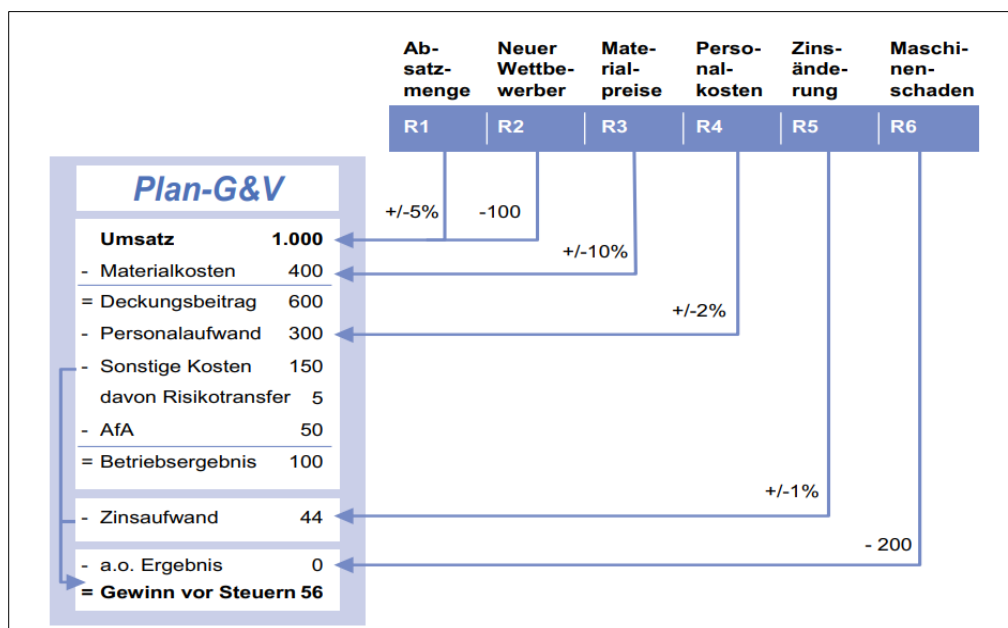 Ab-
satz-
menge
Neuer
Wettbe-
werber
Mate-
rial-
preise
Perso-
nal-
kosten
Zins-
ände-
rung
Maschi-
nen-
schaden
R1 R2 R3 R4 R5 R6
Plan-G&V
+/-5% -100
Umsatz 1.000
+/-10%
- Materialkosten 400
= Deckungsbeitrag 600
+/-2%
- Personalaufwand 300
- Sonstige Kosten 150
davon Risikotransfer 5
- AfA 50
= Betriebsergebnis 100
+/-1%
- Zinsaufwand 44
- 200
- a.o. Ergebnis 0
= Gewinn vor Steuern 56